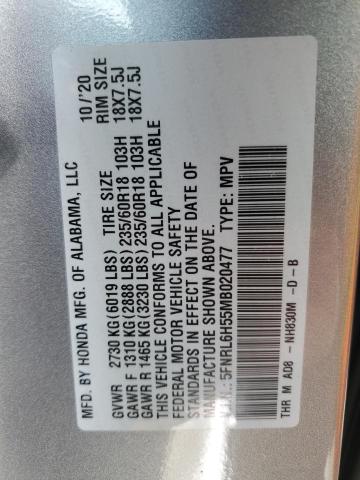 MFD. BY HONDA MFG. OF ALABAMA, LLC 10/'20
TIRE SIZE RIM SIZE
GVWR 2730 KG(6019 LBS)
GAWR F 1310 KG(2888 LBS)235/60R18 103H 18X7.5J
GAWR R 1465 KG(3230 LBS)235/60R18 103H 18X7.5J
THIS VEHICLE CONFORMS TO ALL APPLICABLE
FEDERAL MOTOR VEHICLE SAFETY
STANDARDS IN EFFECT ON THE DATE OF
MANUFACTURE SHOWN ABOVE.
V.I.N.: 5FNRL6H55MB020477 TYPE: MPV
THR M AD8 -NH830M -D -B